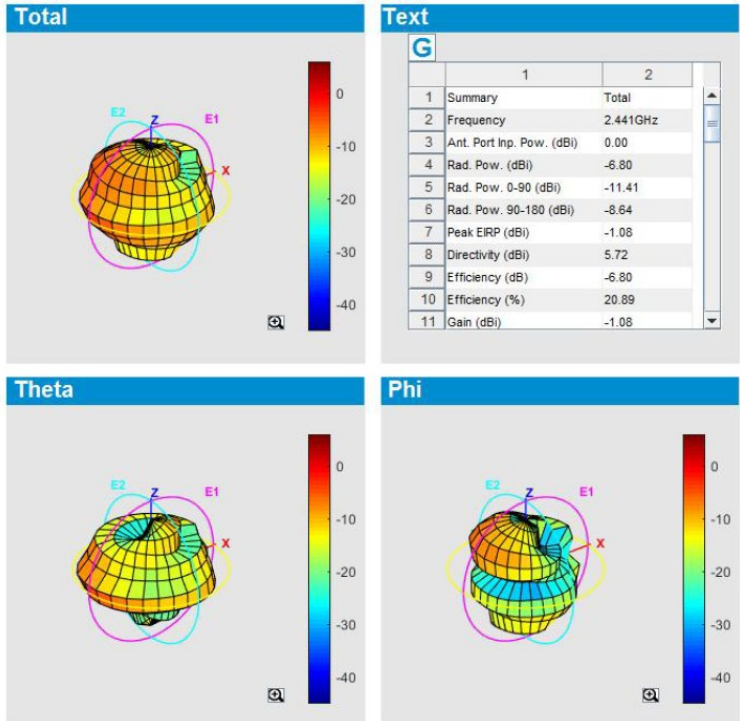 Total
E2
Z
E1
X
0
-10
-20
-30
-40
Text
G
1 2
1 Summary Total
2 Frequency 2.441GHz
3 Ant. Port Inp. Pow. (dBi) 0.00
4 Rad. Pow. (dBi) -6.80
5 Rad. Pow. 0-90 (dBi) -11.41
6 Rad. Pow. 90-180 (dBi) -8.64
7 Peak EIRP (dBi) -1.08
8 Directivity (dBi) 5.72
9 Efficiency (dB) -6.80
10 Efficiency (%) 20.89
11 Gain (dBi) -1.08
Theta
E2
Z
E1
X
0
-10
-20
-30
-40
Phi
E2
Z
E1
X
0
-10
-20
-30
-40